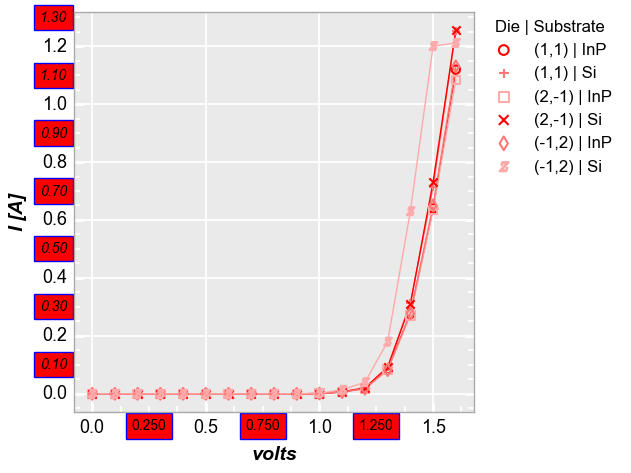 1.30
1.2
1.10
1.0
0.90
0.8
0.70
0.6
0.50
0.4
0.30
0.2
0.10
0.0
I [A]
0.0 0.250 0.5 0.750 1.0 1.250 1.5
volts
Die | Substrate
(1,1) | InP
(1,1) | Si
(2,-1) | InP
(2,-1) | Si
(-1,2) | InP
(-1,2) | Si